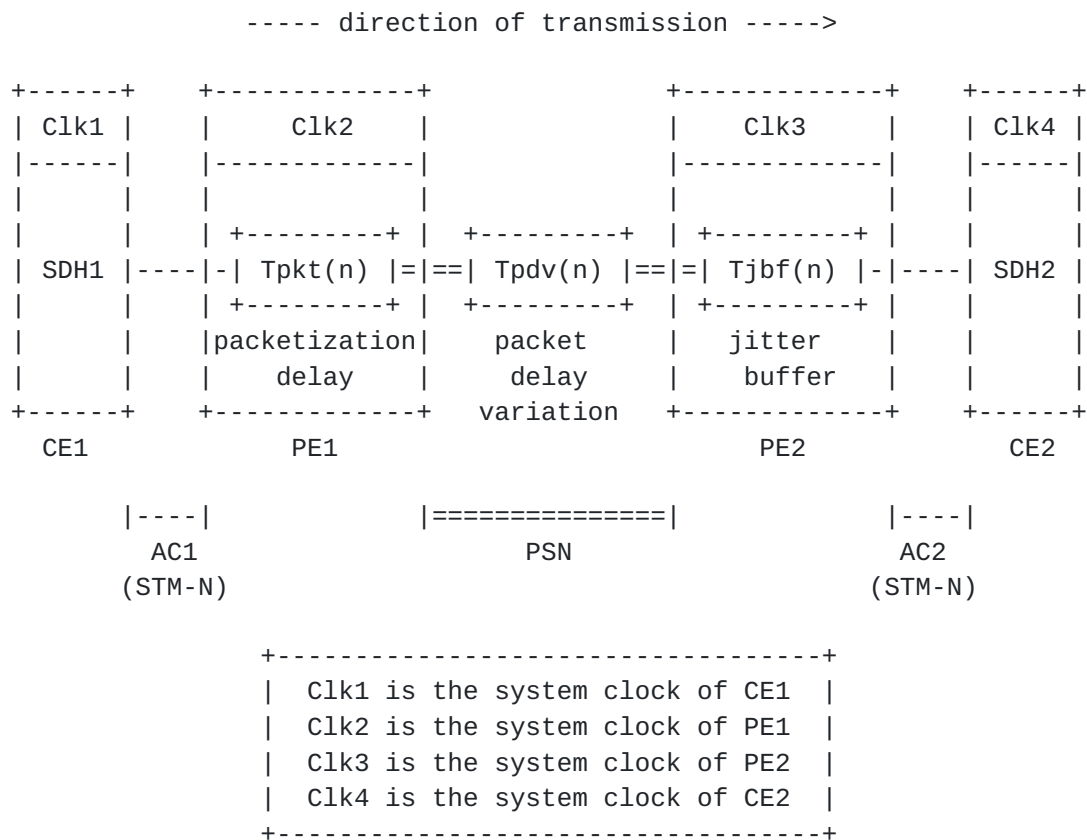 ----- direction of transmission ----->
+------+    +-------------+                +-------------+    +------+
| Clk1 |    |     Clk2    |                |    Clk3     |    | Clk4 |
|------|    |-------------|                |-------------|    |------|
|      |    |             |                |             |    |      |
|      |    | +---------+ |  +---------+  | +---------+ |    |      |
| SDH1 |----|-| Tpkt(n) |=|==| Tpdv(n) |==|=| Tjbf(n) |-|----| SDH2 |
|      |    | +---------+ |  +---------+  | +---------+ |    |      |
|      |    |packetization|    packet      |   jitter    |    |      |
|      |    |    delay    |     delay      |    buffer   |    |      |
+------+    +-------------+   variation   +-------------+    +------+
CE1 PE1 PE2 CE2
|----| |===============| |----|
AC1 PSN AC2
(STM-N) (STM-N)
+-----------------------------------+
|  Clk1 is the system clock of CE1  |
|  Clk2 is the system clock of PE1  |
|  Clk3 is the system clock of PE2  |
|  Clk4 is the system clock of CE2  |
+-----------------------------------+